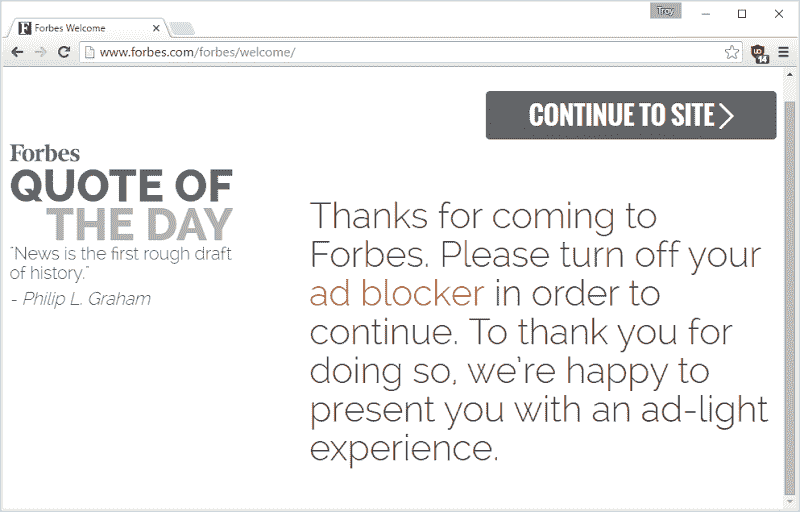 Troy
Forbes Welcome
www.forbes.com/forbes/welcome/
14
CONTINUE TO SITE
Forbes
QUOTE OF
THE DAY
"News is the first rough draft
of history."
- Philip L. Graham
Thanks for coming to
Forbes. Please turn off your
ad blocker in order to
continue. To thank you for
doing so, we're happy to
present you with an ad-light
experience.